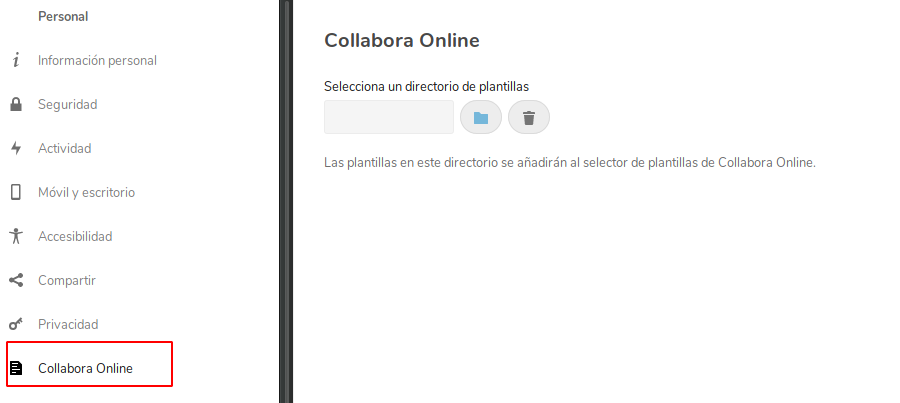 Personal
Información personal
Seguridad
Actividad
Móvil y escritorio
Accesibilidad
Compartir
Privacidad
Collabora Online
Collabora Online
Selecciona un directorio de plantillas
Las plantillas en este directorio se añadirán al selector de plantillas de Collabora Online.